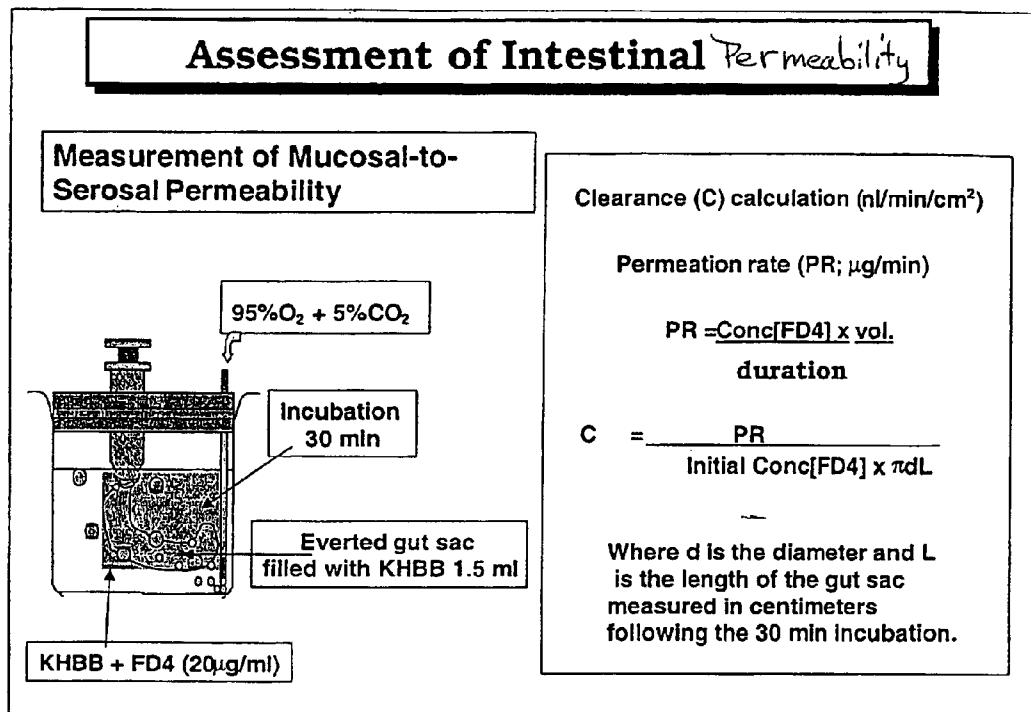 Assessment of Intestinal Permeability
Measurement of Mucosal-to-
Serosal Permeability
95%O₂ + 5%CO₂
Incubation
30 min
Everted gut sac
filled with KHBB 1.5 ml
KHBB + FD4 (20μg/ml)
Clearance (C) calculation (nl/min/cm²)
Permeation rate (PR; μg/min)
PR =Conc[FD4] x vol.
duration
C = PR
Initial Conc[FD4] x πdL
Where d is the diameter and L
is the length of the gut sac
measured in centimeters
following the 30 min incubation.